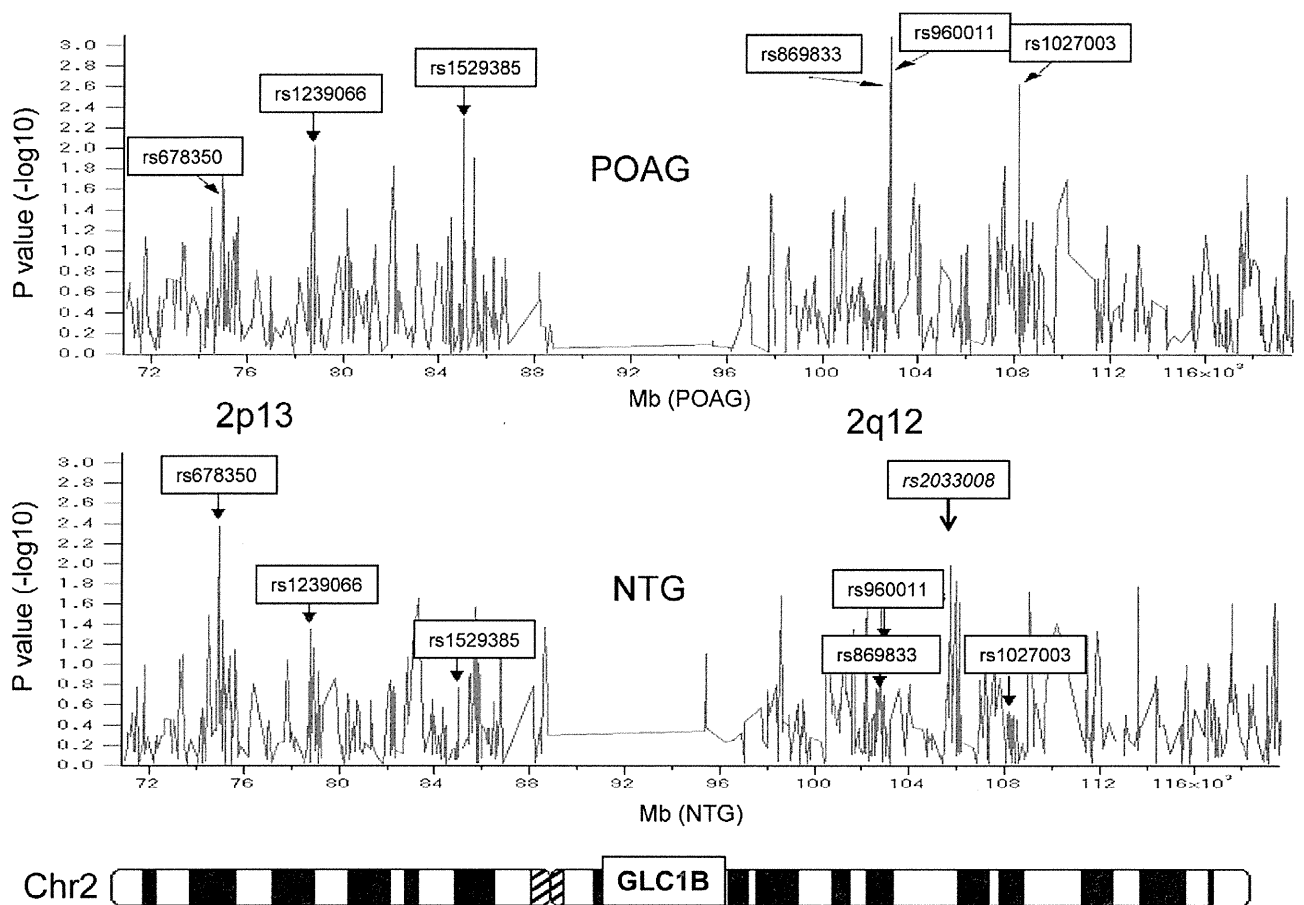 P value (-log10)
3.0
2.8
2.6
2.4
2.2
2.0
1.8
1.6
1.4
1.2
1.0
0.8
0.6
0.4
0.2
0.0
rs678350
rs1239066
rs1529385
POAG
rs869833
rs960011
rs1027003
72 76 80 84 88 92 96 100 104 108 112 116×10³
Mb (POAG)
2p13 2q12
P value (-log10)
3.0
2.8
2.6
2.4
2.2
2.0
1.8
1.6
1.4
1.2
1.0
0.8
0.6
0.4
0.2
0.0
rs678350
rs1239066
rs1529385
NTG
rs2033008
rs960011
rs869833
rs1027003
72 76 80 84 88 92 96 100 104 108 112 116×10³
Mb (NTG)
Chr2 GLC1B